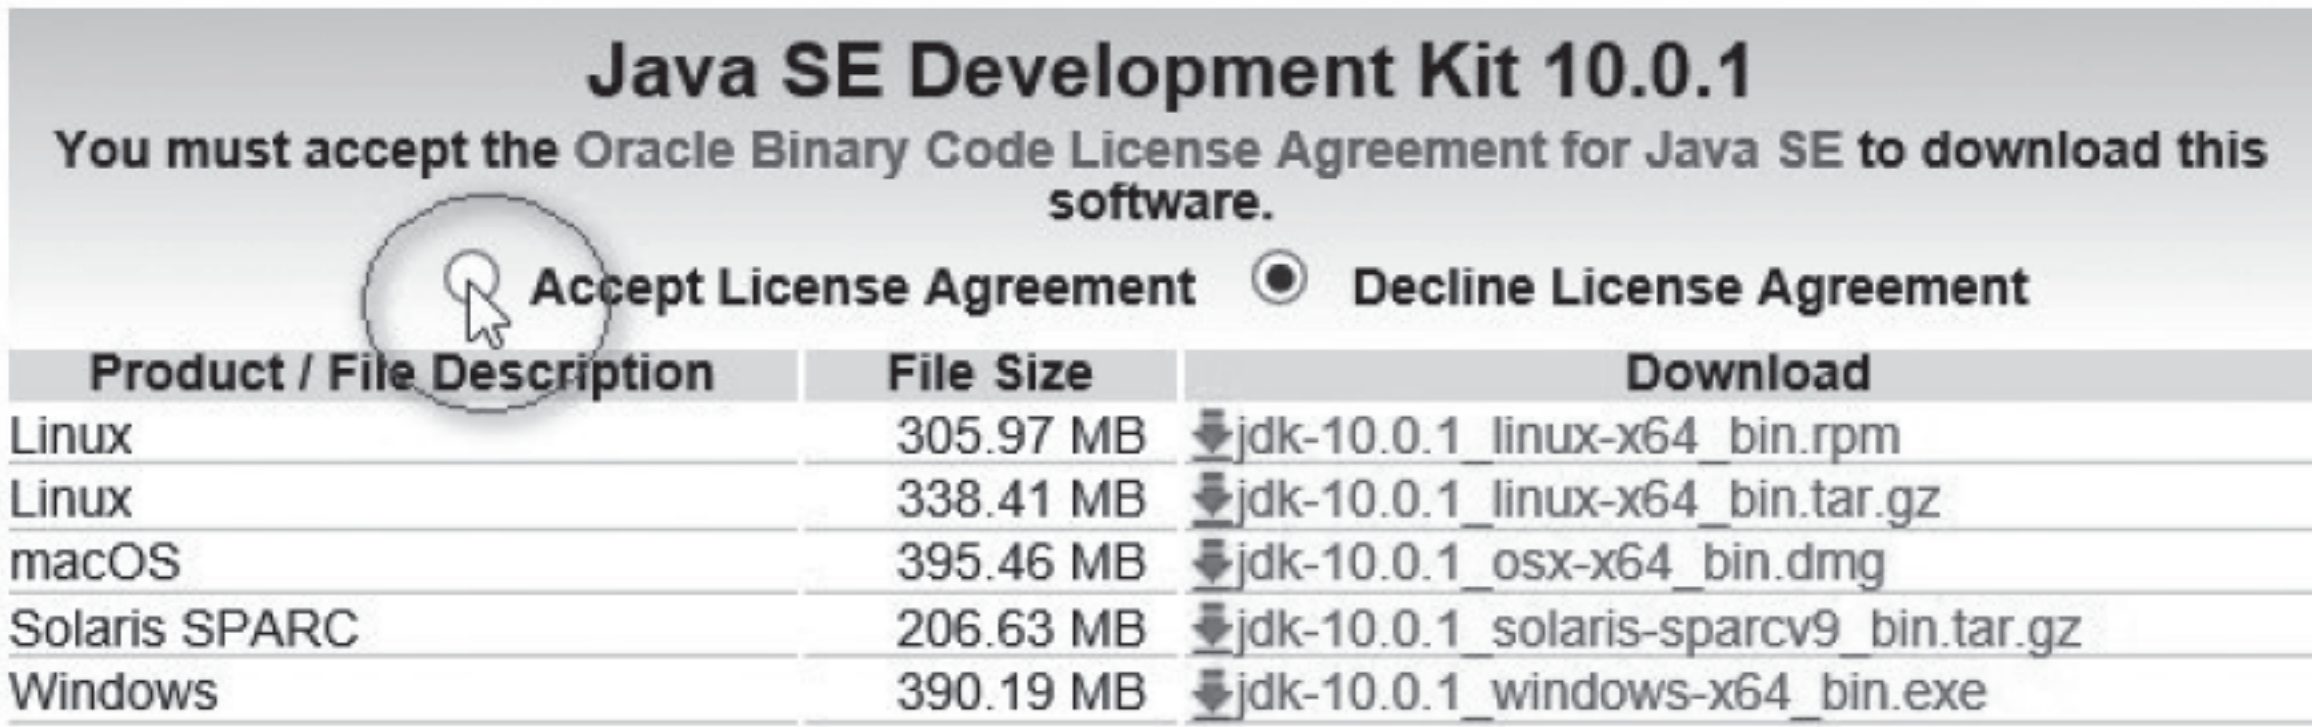 Java SE Development Kit 10.0.1
You must accept the Oracle Binary Code License Agreement for Java SE to download this
software.
Accept License Agreement Decline License Agreement
Product / File Description File Size Download
Linux 305.97 MB jdk-10.0.1_linux-x64_bin.rpm
Linux 338.41 MB jdk-10.0.1_linux-x64_bin.tar.gz
macOS 395.46 MB jdk-10.0.1_osx-x64_bin.dmg
Solaris SPARC 206.63 MB jdk-10.0.1_solaris-sparcv9_bin.tar.gz
Windows 390.19 MB jdk-10.0.1_windows-x64_bin.exe